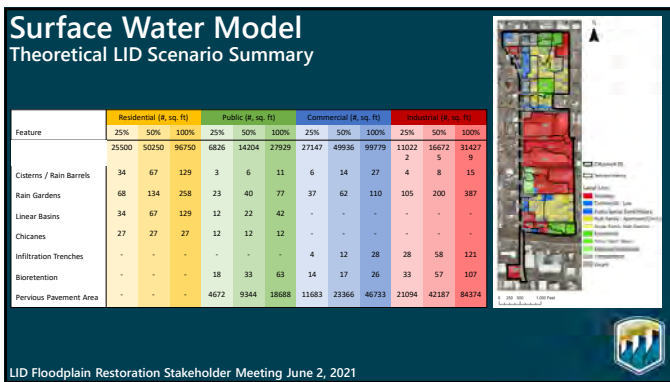 Surface Water Model
Theoretical LID Scenario Summary
Residential (#, sq. ft) Public (#, sq. ft) Commercial (#, sq. ft) Industrial (#, sq. ft)
Feature 25% 50% 100% 25% 50% 100% 25% 50% 100% 25% 50% 100%
25500 50250 96750 6826 14204 27929 27147 49936 99779 11022 16672 31427
2 5 9
Cisterns / Rain Barrels 34 67 129 3 6 11 6 14 27 4 8 15
Rain Gardens 68 134 258 23 40 77 37 62 110 105 200 387
Linear Basins 34 67 129 12 22 42 - - - - - -
Chicanes 27 27 27 12 12 12 - - - - - -
Infiltration Trenches - - - - - - 4 12 28 28 58 121
Bioretention - - - 18 33 63 14 17 26 33 57 107
Pervious Pavement Area - - - 4672 9344 18688 11683 23366 46733 21094 42187 84374
LID Floodplain Restoration Stakeholder Meeting June 2, 2021